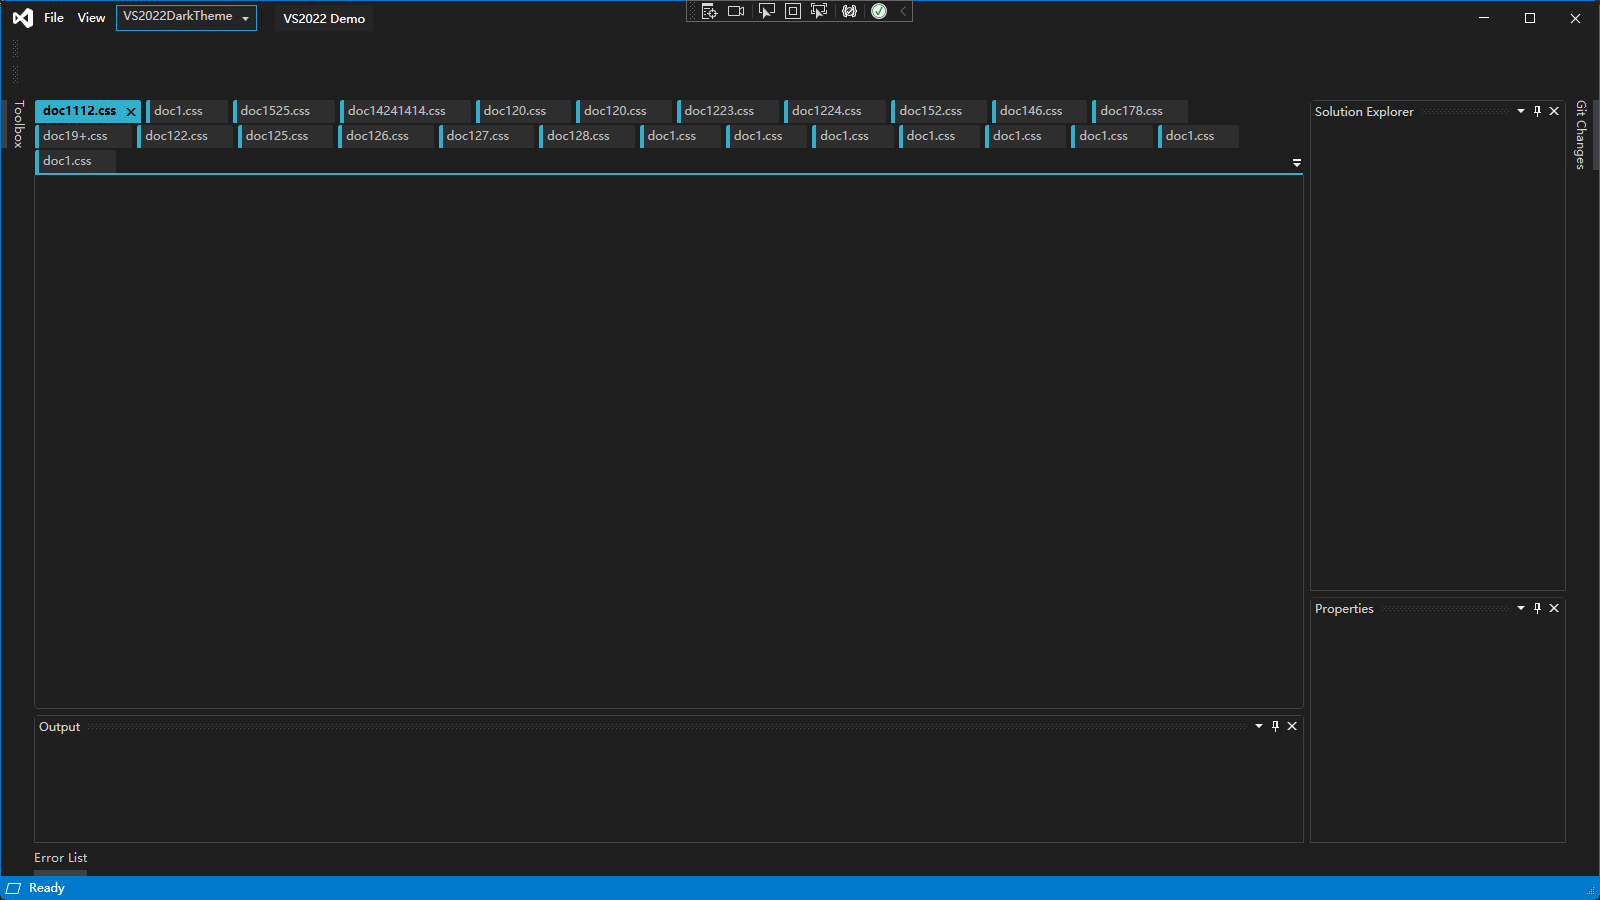 File View VS2022DarkTheme VS2022 Demo
Toolbox
doc1112.css doc1.css doc1525.css doc14241414.css doc120.css doc120.css doc1223.css doc1224.css doc152.css doc146.css doc178.css
doc19+.css doc122.css doc125.css doc126.css doc127.css doc128.css doc1.css doc1.css doc1.css doc1.css doc1.css doc1.css doc1.css
doc1.css
Solution Explorer
Git Changes
Properties
Output
Error List
Ready